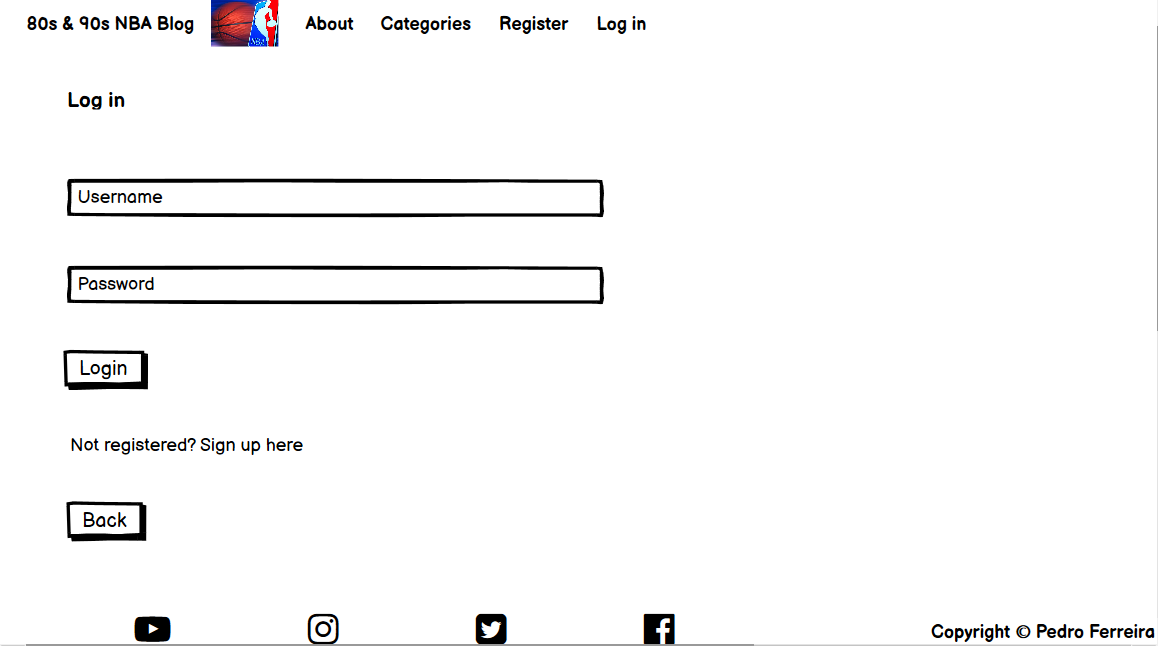 80s & 90s NBA Blog NBA About Categories Register Log in
Log in
Username
Password
Login
Not registered? Sign up here
Back
Copyright © Pedro Ferreira